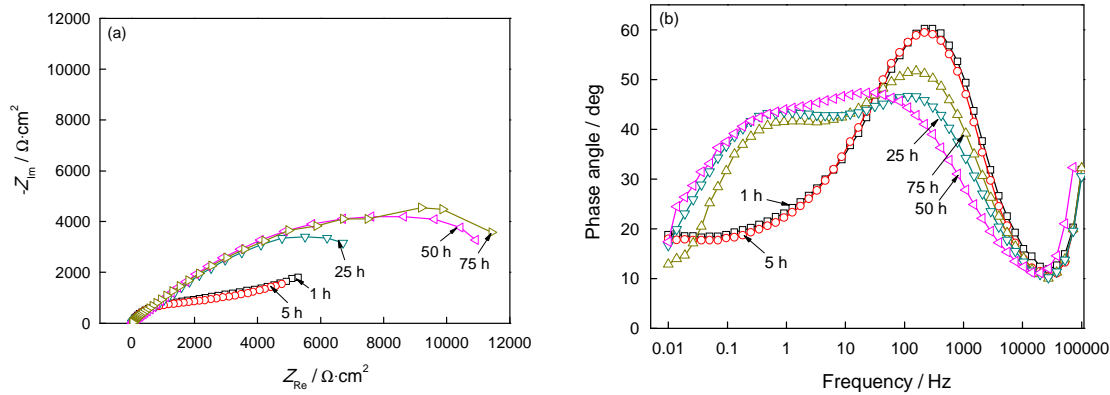 (a)
12000
10000
8000
6000
4000
2000
0
-Z_Im / Ω·cm²
50 h
75 h
25 h
1 h
5 h
0 2000 4000 6000 8000 10000 12000
Z_Re / Ω·cm²
(b)
60
50
40
30
20
10
0
Phase angle / deg
25 h
75 h
1 h
50 h
5 h
0.01 0.1 1 10 100 1000 10000 100000
Frequency / Hz